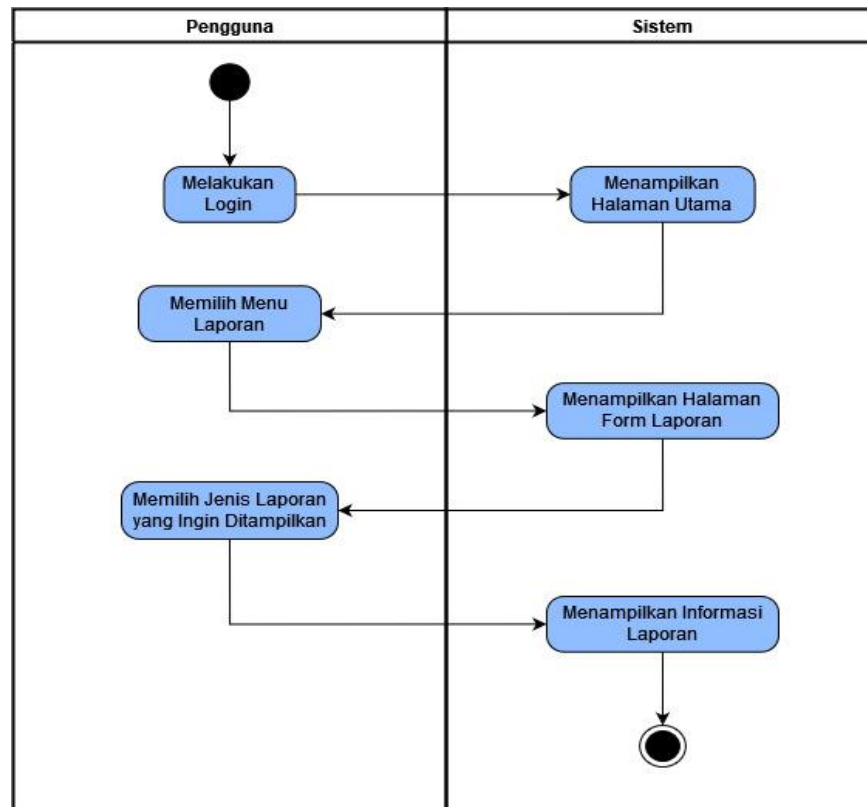 Pengguna
Sistem
Melakukan
Login
Menampilkan
Halaman Utama
Memilih Menu
Laporan
Menampilkan Halaman
Form Laporan
Memilih Jenis Laporan
yang Ingin Ditampilkan
Menampilkan Informasi
Laporan